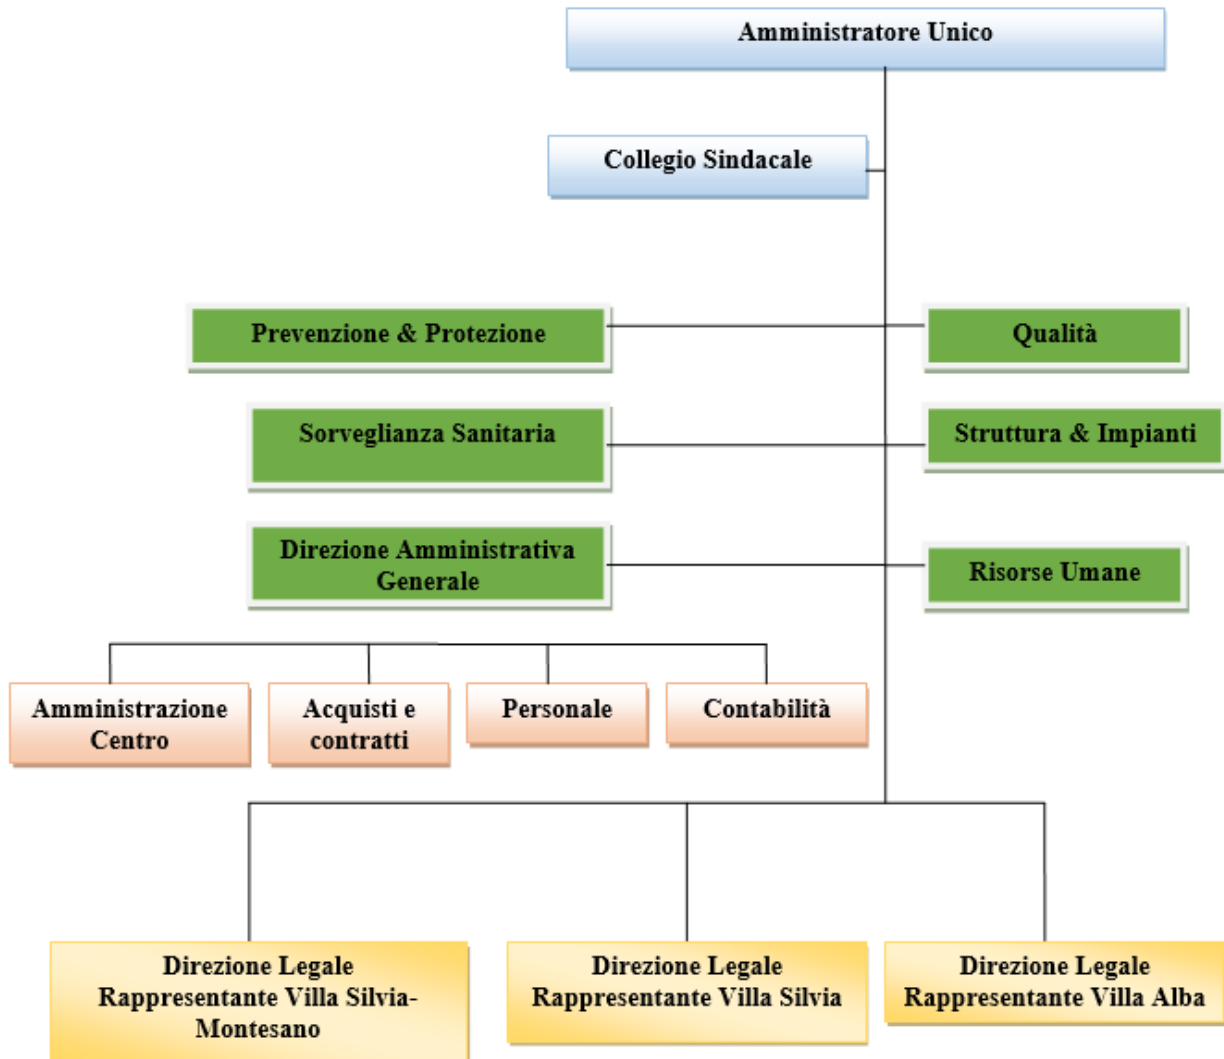 Amministratore Unico
Collegio Sindacale
Prevenzione & Protezione
Qualità
Sorveglianza Sanitaria
Struttura & Impianti
Direzione Amministrativa
Generale
Risorse Umane
Amministrazione
Centro
Acquisti e
contratti
Personale
Contabilità
Direzione Legale
Rappresentante Villa Silvia-
Montesano
Direzione Legale
Rappresentante Villa Silvia
Direzione Legale
Rappresentante Villa Alba